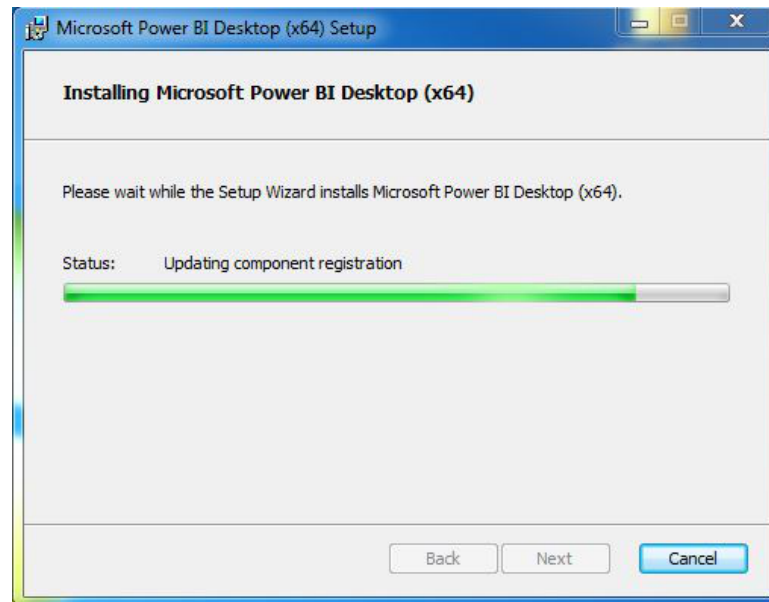 Microsoft Power BI Desktop (x64) Setup
Installing Microsoft Power BI Desktop (x64)
Please wait while the Setup Wizard installs Microsoft Power BI Desktop (x64).
Status: Updating component registration
Back Next Cancel